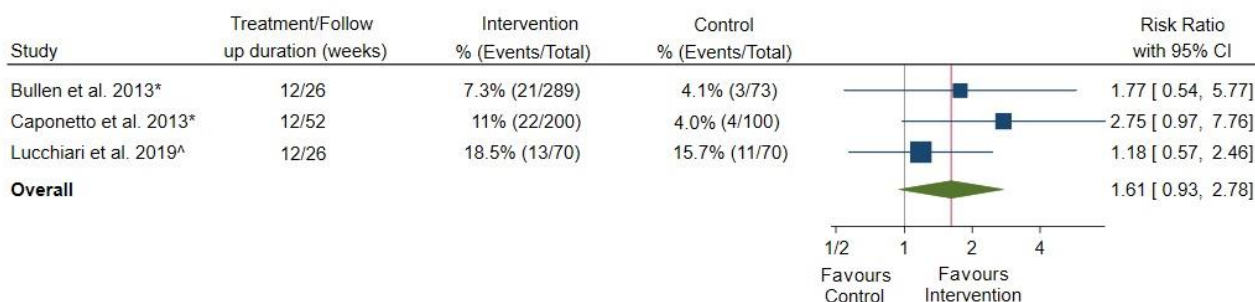 Treatment/Follow Intervention Control Risk Ratio
Study up duration (weeks) % (Events/Total) % (Events/Total) with 95% CI
Bullen et al. 2013* 12/26 7.3% (21/289) 4.1% (3/73) 1.77 [ 0.54, 5.77]
Caponetto et al. 2013* 12/52 11% (22/200) 4.0% (4/100) 2.75 [ 0.97, 7.76]
Lucchiari et al. 2019^ 12/26 18.5% (13/70) 15.7% (11/70) 1.18 [ 0.57, 2.46]
Overall 1.61 [ 0.93, 2.78]
1/2 1 2 4
Favours Favours
Control Intervention